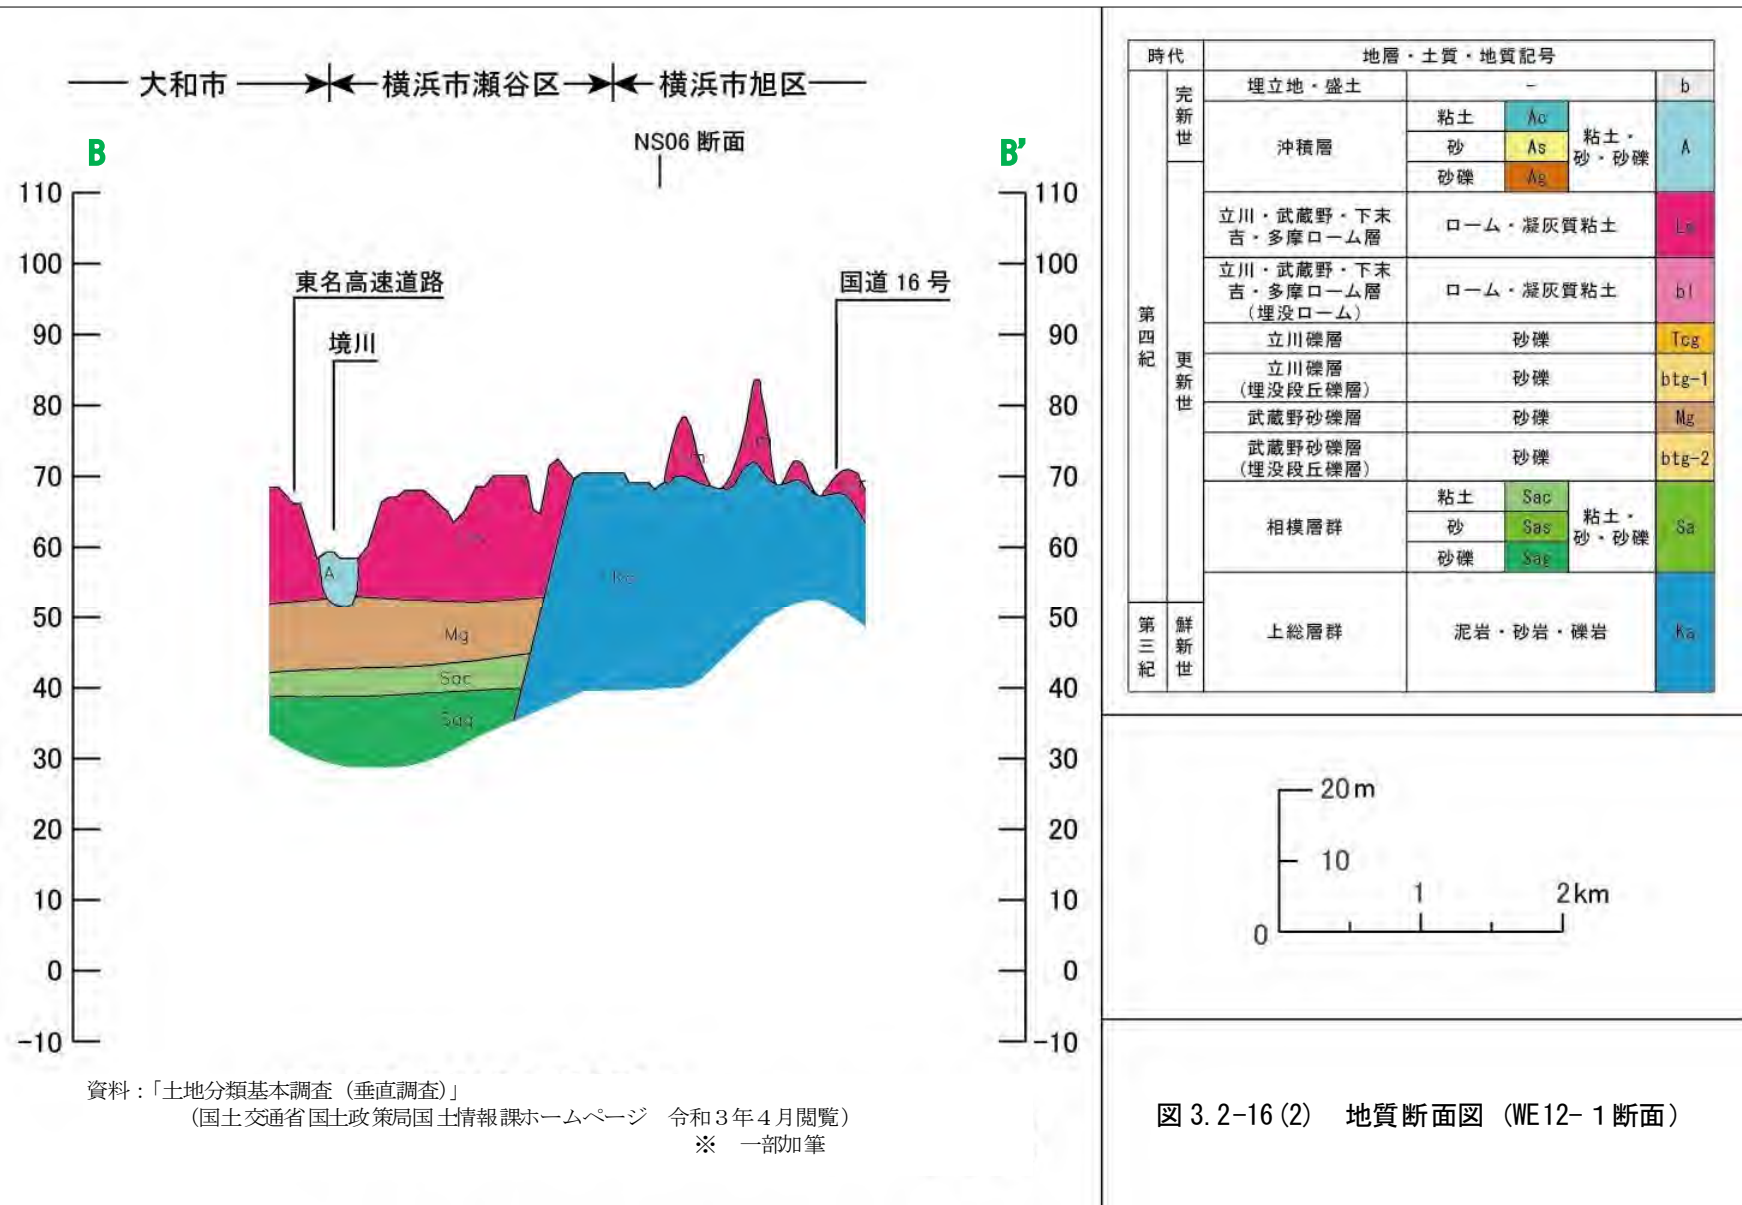 大和市
横浜市瀬谷区
横浜市旭区
NS06 断面
B
B’
110
100
90
80
70
60
50
40
30
20
10
0
-10
110
100
90
80
70
60
50
40
30
20
10
0
-10
東名高速道路
境川
国道 16 号
A
Mg
Sac
Sag
Ka
資料：「土地分類基本調査（垂直調査）」
（国土交通省国土政策局国土情報課ホームページ　令和３年４月閲覧）
※　一部加筆
時代
地層・土質・地質記号
第四紀
完新世
埋立地・盛土
-
b
沖積層
粘土
Ac
砂
As
砂礫
Ag
粘土・
砂・砂礫
A
更新世
立川・武蔵野・下末
吉・多摩ローム層
ローム・凝灰質粘土
立川・武蔵野・下末
吉・多摩ローム層
（埋没ローム）
ローム・凝灰質粘土
bl
立川礫層
砂礫
Tcg
立川礫層
（埋没段丘礫層）
砂礫
btg-1
武蔵野砂礫層
砂礫
Mg
武蔵野砂礫層
（埋没段丘礫層）
砂礫
btg-2
相模層群
粘土
Sac
砂
Sas
砂礫
Sag
粘土・
砂・砂礫
Sa
第三紀
鮮新世
上総層群
泥岩・砂岩・礫岩
Ka
20m
10
0
1
2km
図 3.2-16(2)　地質断面図（WE12-１断面）